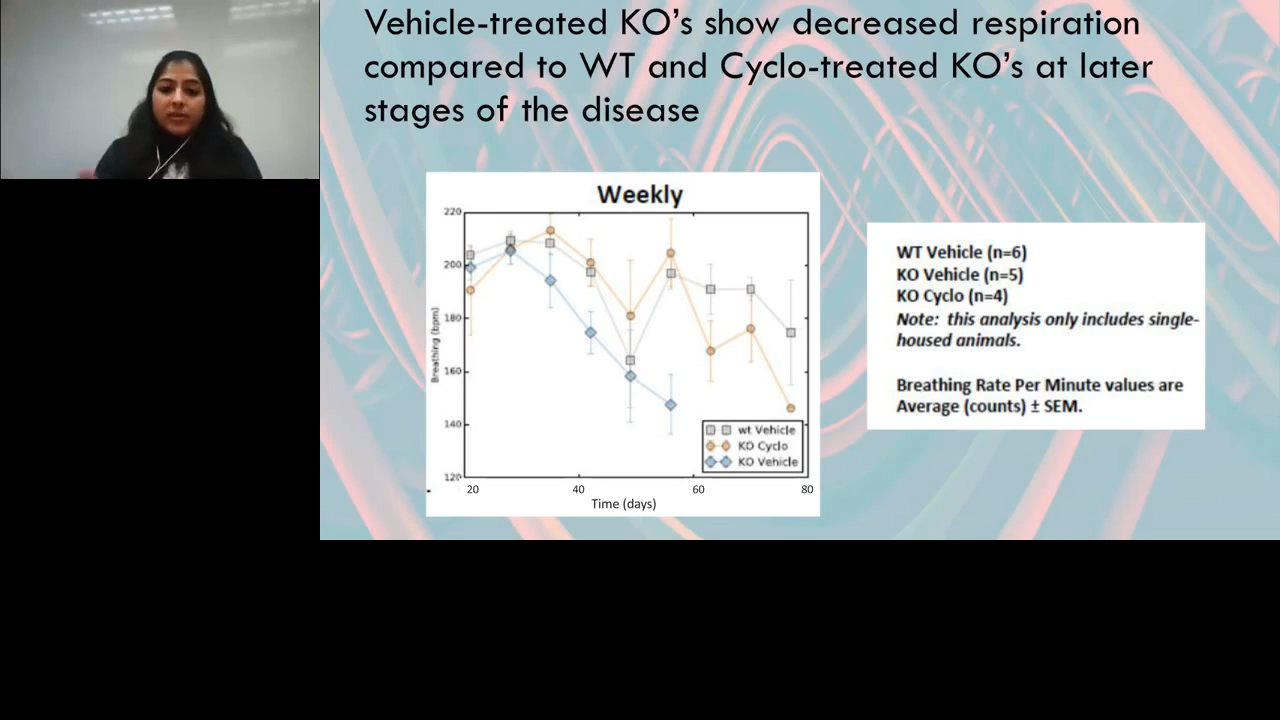 Vehicle-treated KO's show decreased respiration
compared to WT and Cyclo-treated KO's at later
stages of the disease
Weekly
220
200
180
160
140
120
Breathing (bpm)
20
40
60
80
Time (days)
wt Vehicle
KO Cyclo
KO Vehicle
WT Vehicle (n=6)
KO Vehicle (n=5)
KO Cyclo (n=4)
Note: this analysis only includes single-
housed animals.
Breathing Rate Per Minute values are
Average (counts) ± SEM.